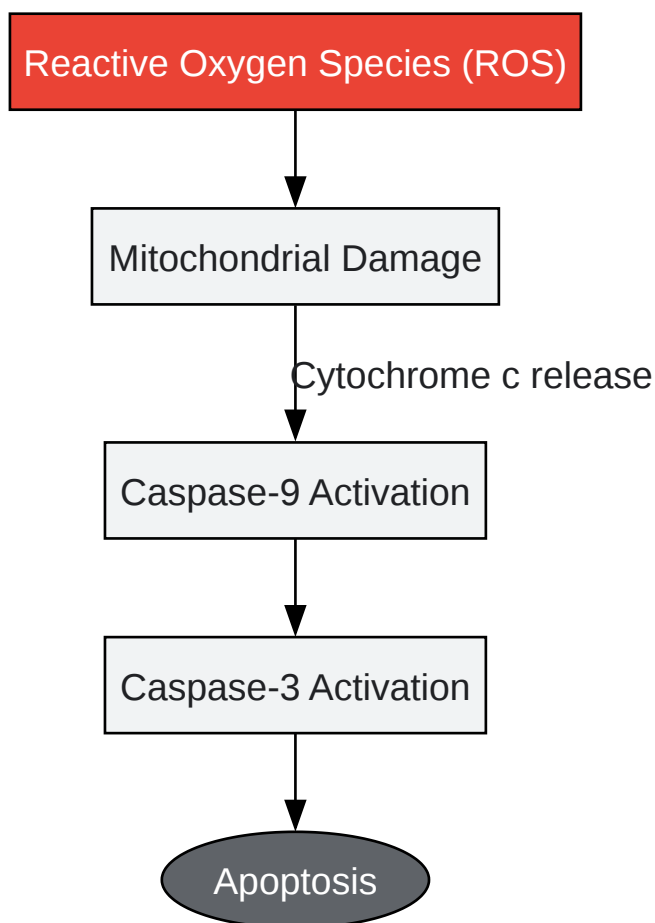 Reactive Oxygen Species (ROS)
Mitochondrial Damage
Cytochrome c release
Caspase-9 Activation
Caspase-3 Activation
Apoptosis